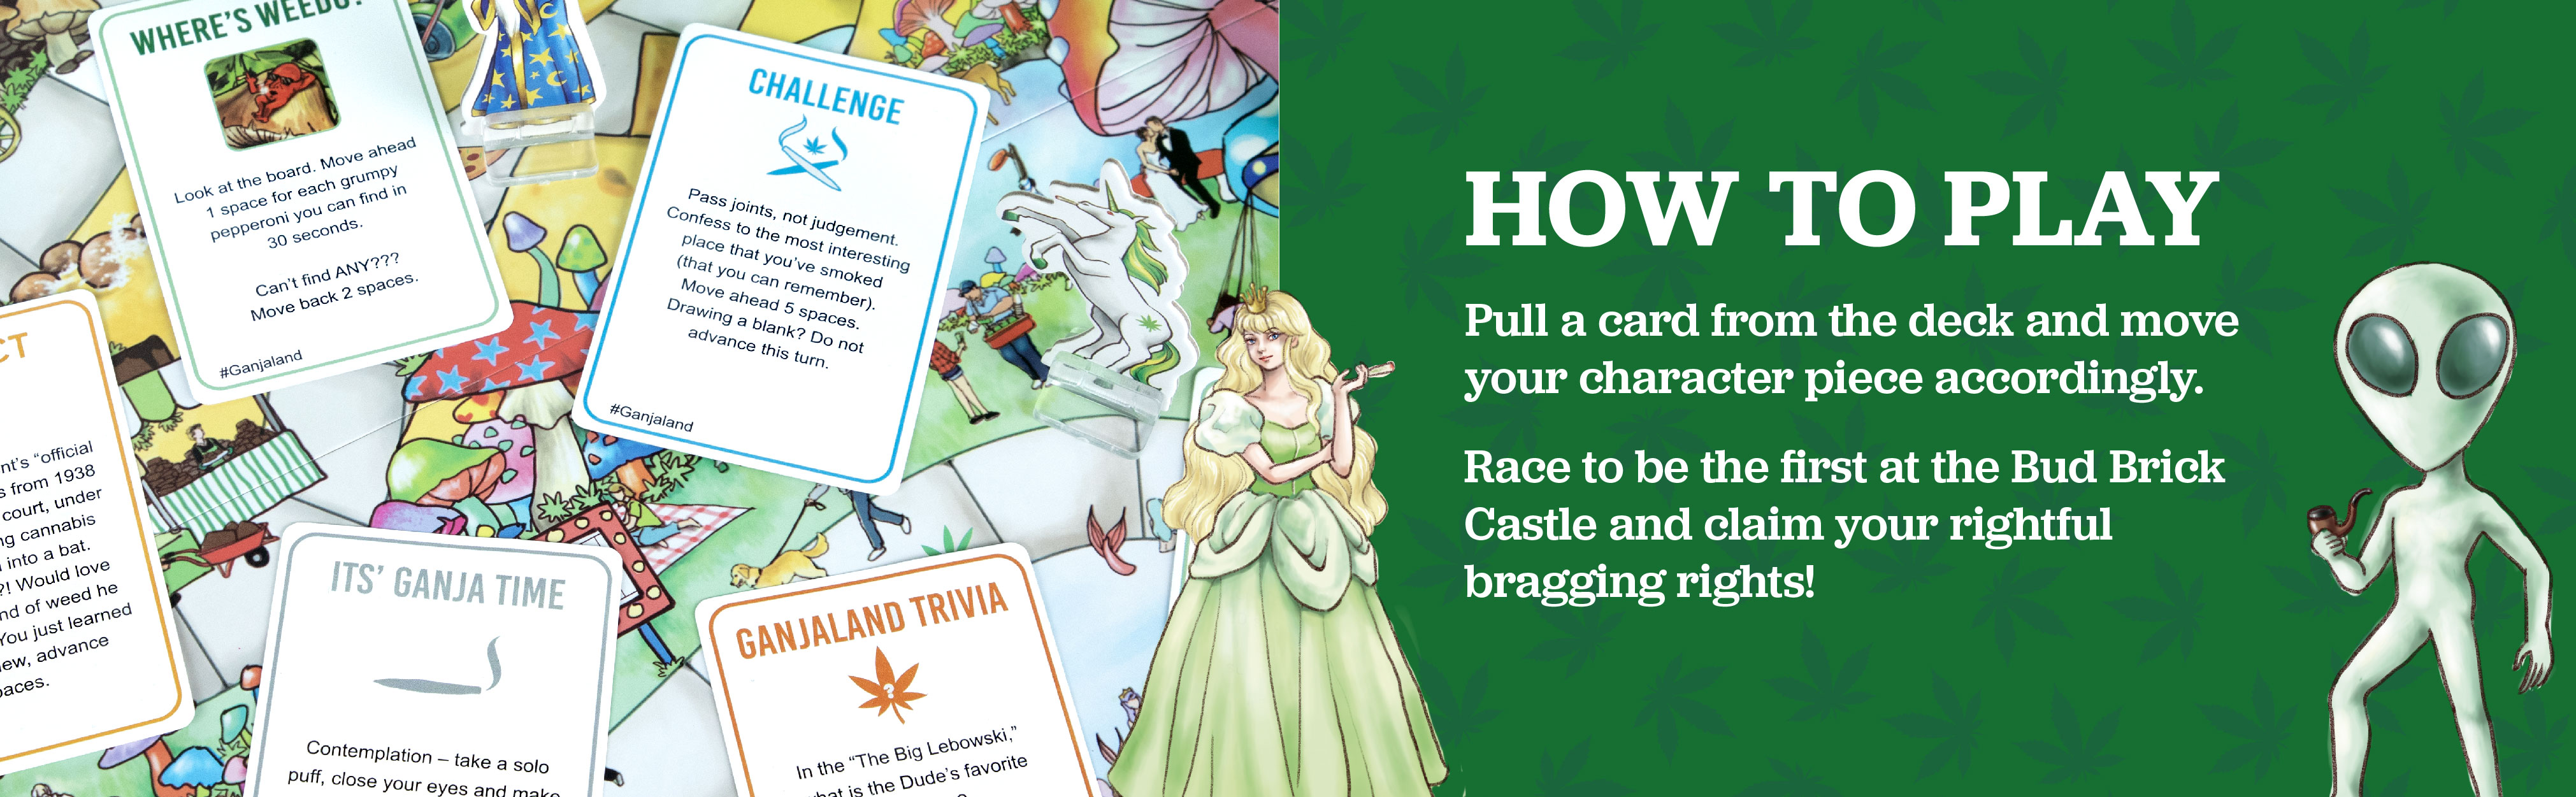 WHERE'S WEEDO?
Look at the board. Move ahead
1 space for each grumpy
pepperoni you can find in
30 seconds.
Can't find ANY???
Move back 2 spaces.
#Ganjaland
CHALLENGE
Pass joints, not judgement.
Confess to the most interesting
place that you've smoked
(that you can remember).
Move ahead 5 spaces.
Drawing a blank? Do not
advance this turn.
#Ganjaland
CT
nt's "official
s from 1938
court, under
ng cannabis
into a bat.
?! Would love
nd of weed he
You just learned
ew, advance
paces.
ITS' GANJA TIME
Contemplation – take a solo
puff, close your eyes and make
GANJALAND TRIVIA
?
In the "The Big Lebowski,"
what is the Dude's favorite
HOW TO PLAY
Pull a card from the deck and move
your character piece accordingly.
Race to be the first at the Bud Brick
Castle and claim your rightful
bragging rights!